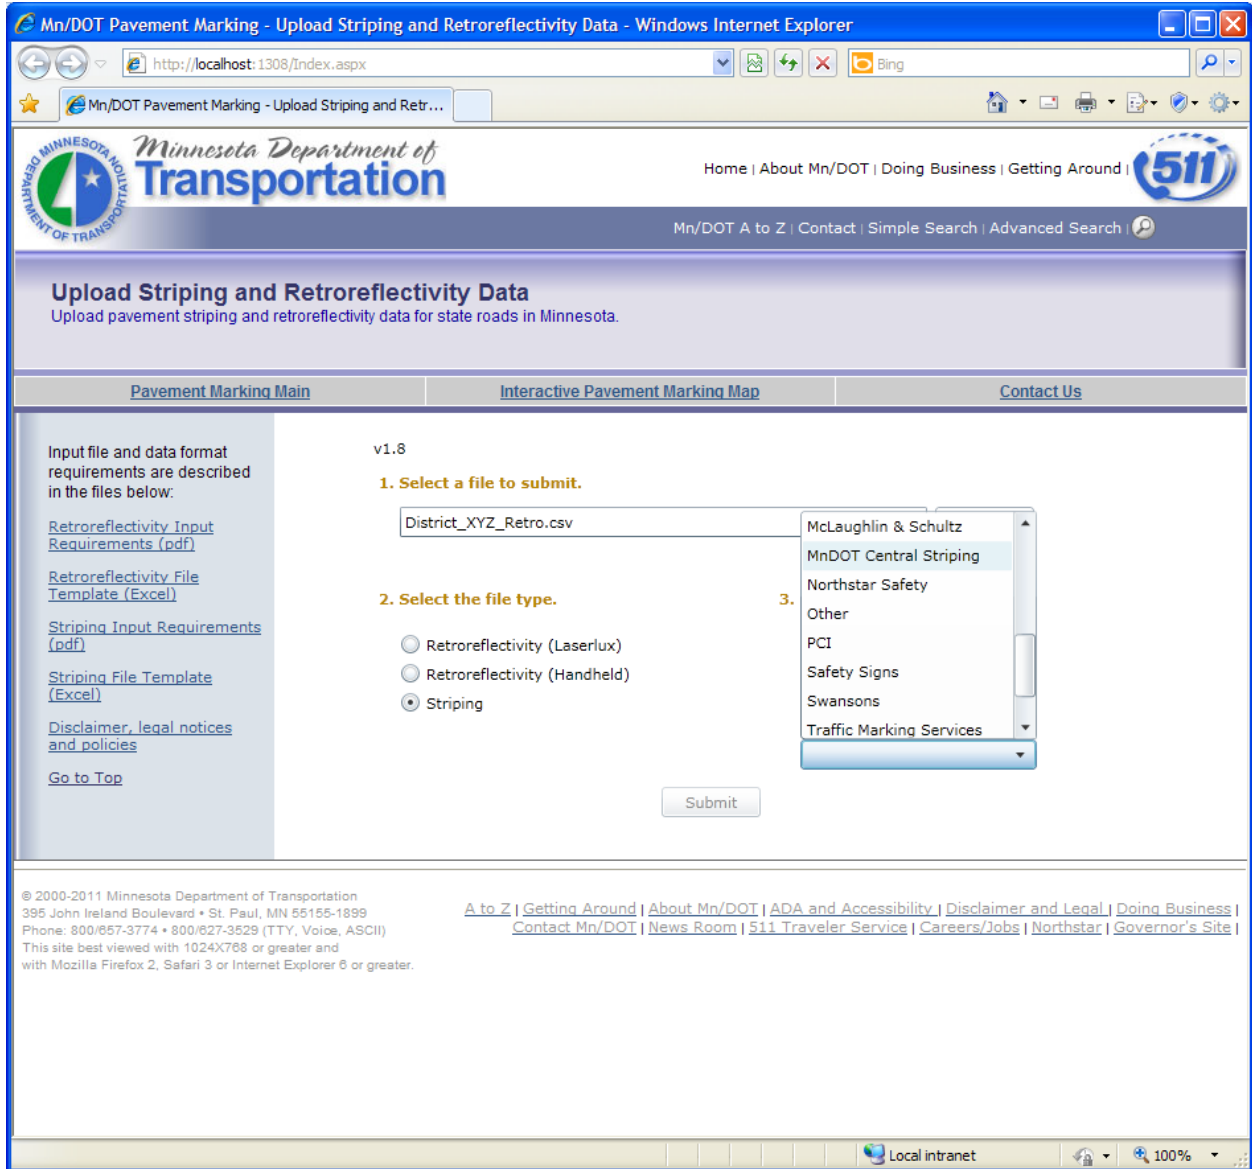 Mn/DOT Pavement Marking - Upload Striping and Retroreflectivity Data - Windows Internet Explorer
http://localhost:1308/Index.aspx
Bing
Mn/DOT Pavement Marking - Upload Striping and Retr...
MINNESOTA DEPARTMENT OF TRANSPORTATION
Minnesota Department of
Transportation
Home | About Mn/DOT | Doing Business | Getting Around |
511
Mn/DOT A to Z | Contact | Simple Search | Advanced Search |
Upload Striping and Retroreflectivity Data
Upload pavement striping and retroreflectivity data for state roads in Minnesota.
Pavement Marking Main
Interactive Pavement Marking Map
Contact Us
Input file and data format
requirements are described
in the files below:
Retroreflectivity Input
Requirements (pdf)
Retroreflectivity File
Template (Excel)
Striping Input Requirements
(pdf)
Striping File Template
(Excel)
Disclaimer, legal notices
and policies
Go to Top
v1.8
1. Select a file to submit.
District_XYZ_Retro.csv
2. Select the file type.
Retroreflectivity (Laserlux)
Retroreflectivity (Handheld)
Striping
3.
McLaughlin & Schultz
MnDOT Central Striping
Northstar Safety
Other
PCI
Safety Signs
Swansons
Traffic Marking Services
Submit
© 2000-2011 Minnesota Department of Transportation
395 John Ireland Boulevard • St. Paul, MN 55155-1899
Phone: 800/657-3774 • 800/627-3529 (TTY, Voice, ASCII)
This site best viewed with 1024X768 or greater and
with Mozilla Firefox 2, Safari 3 or Internet Explorer 6 or greater.
A to Z | Getting Around | About Mn/DOT | ADA and Accessibility | Disclaimer and Legal | Doing Business |
Contact Mn/DOT | News Room | 511 Traveler Service | Careers/Jobs | Northstar | Governor's Site |
Local intranet
100%